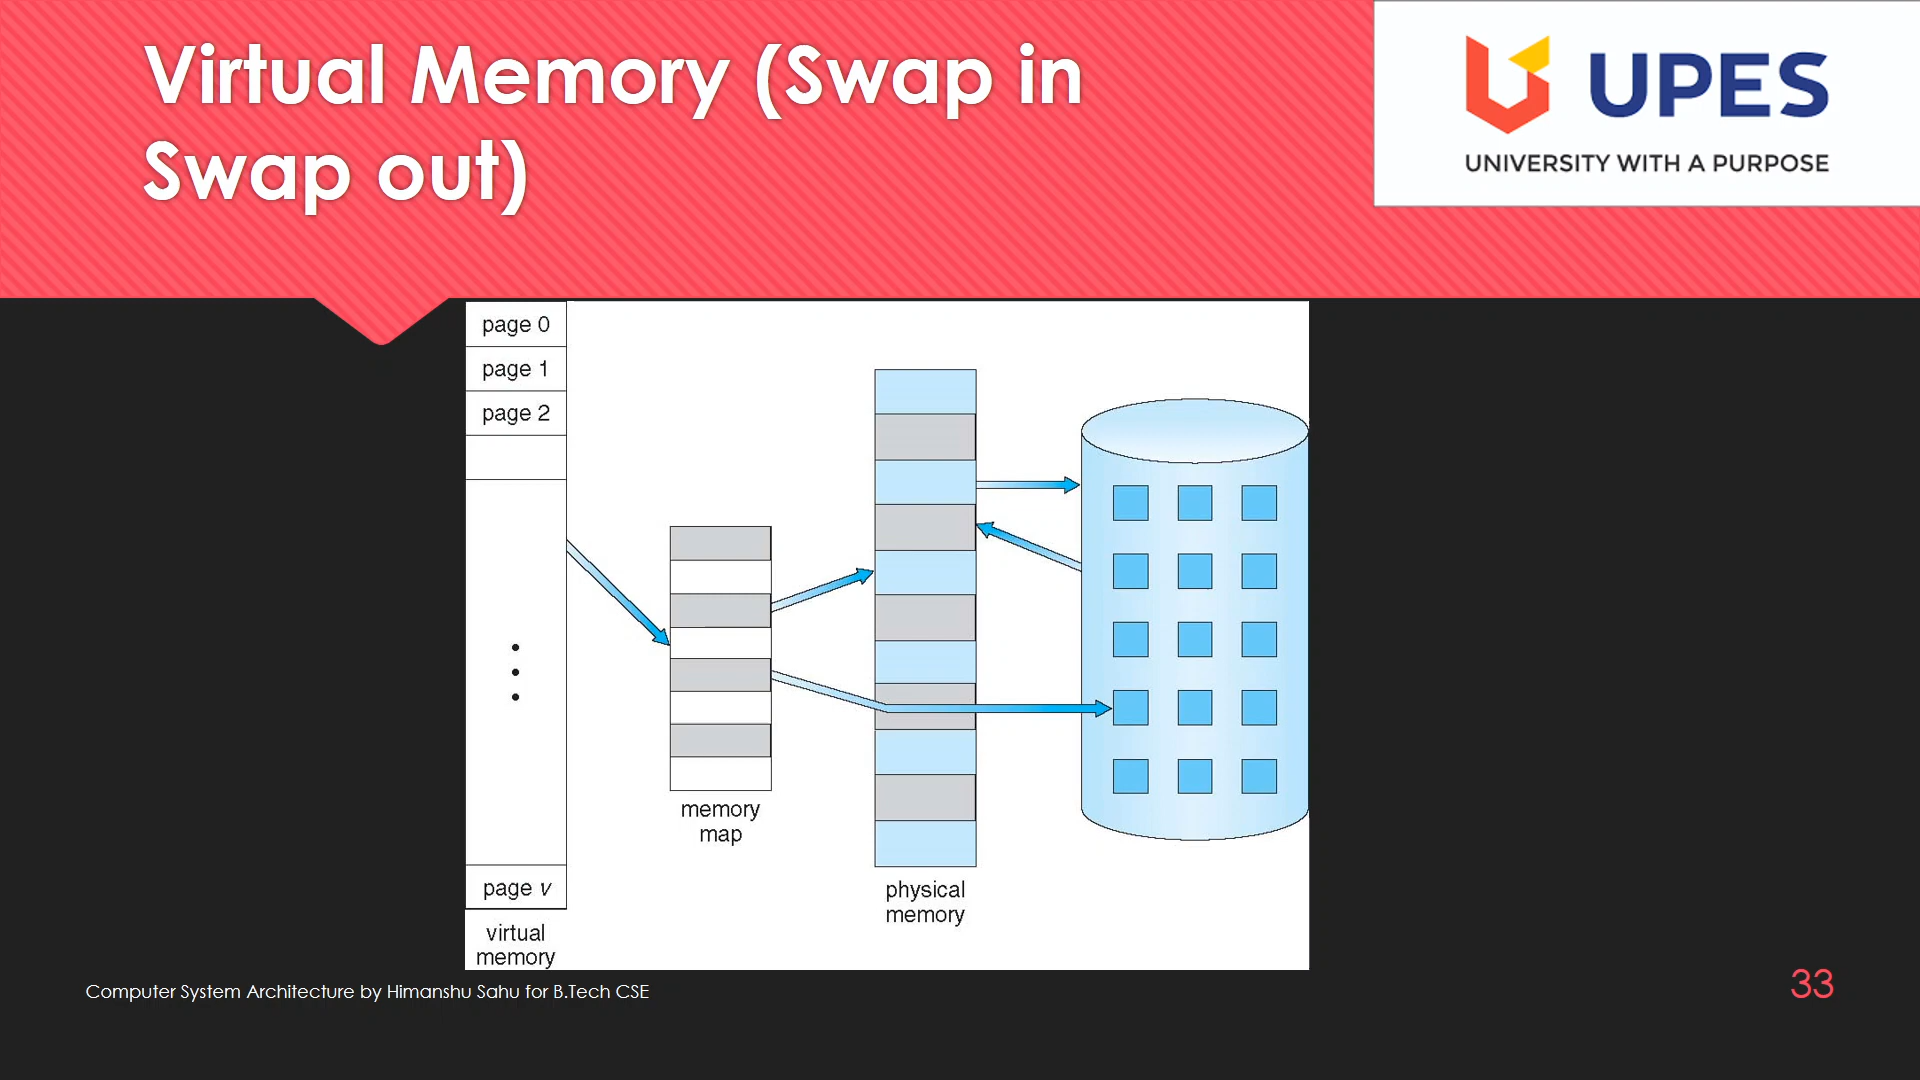 Virtual Memory (Swap in
Swap out)
UPES
UNIVERSITY WITH A PURPOSE
page 0
page 1
page 2
page v
virtual
memory
memory
map
physical
memory
Computer System Architecture by Himanshu Sahu for B.Tech CSE
33